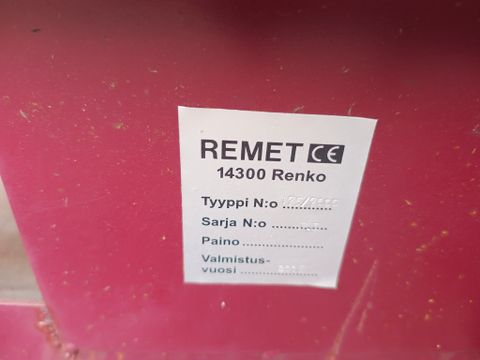 REMET CE
14300 Renko
Tyyppi N:o
Sarja N:o
Paino
Valmistus-
vuosi